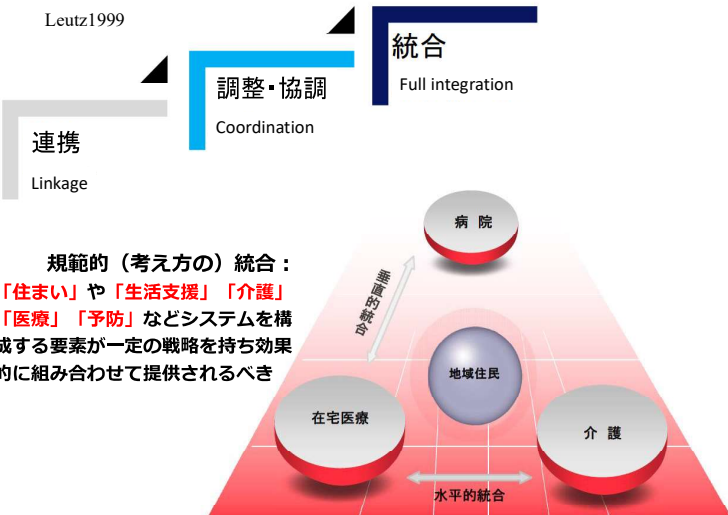 Leutz1999
統合
Full integration
調整・協調
Coordination
連携
Linkage
規範的（考え方の）統合：
「住まい」や「生活支援」「介護」
「医療」「予防」などシステムを構
成する要素が一定の戦略を持ち効果
的に組み合わせて提供されるべき
病 院
垂直的統合
地域住民
在宅医療
介 護
水平的統合